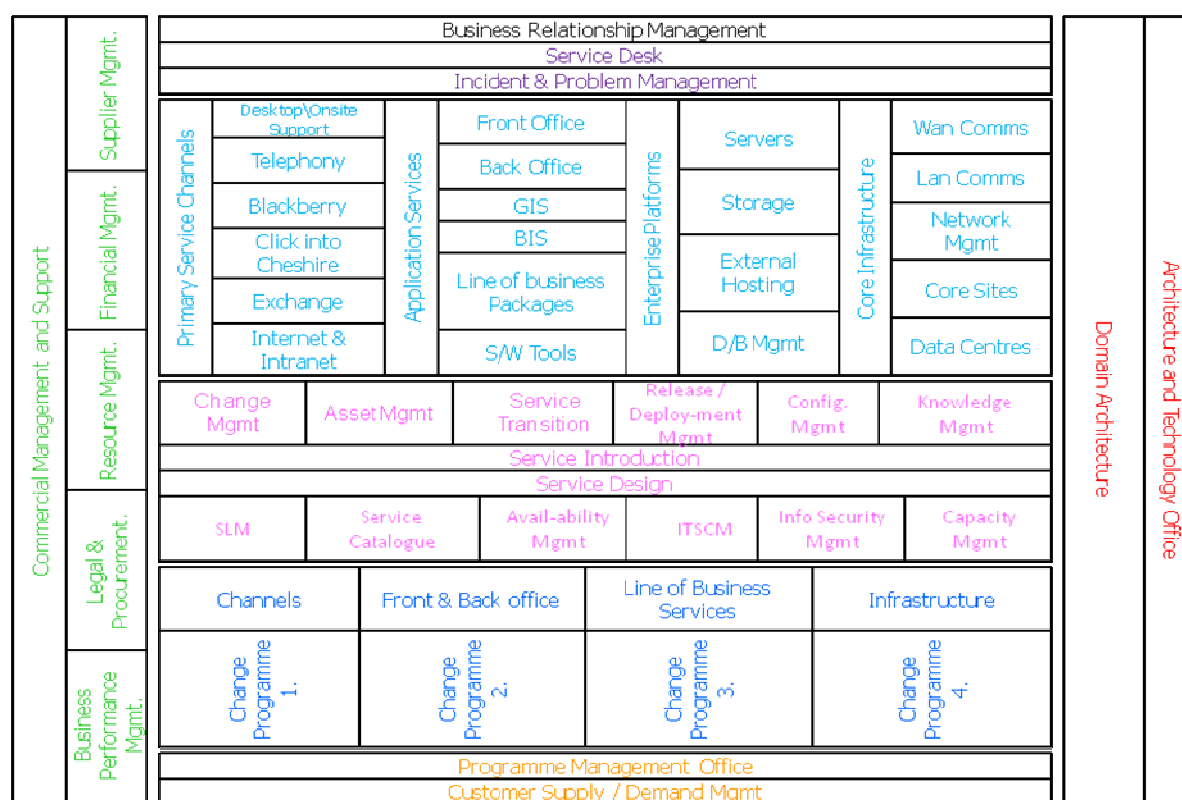 Commercial Management and Support
Supplier Mgmt.
Financial Mgmt.
Resource Mgmt.
Legal &
Procurement.
Business
Performance
Mgmt.
Business Relationship Management
Service Desk
Incident & Problem Management
Primary Service Channels
Desktop\Onsite
Support
Telephony
Blackberry
Click into
Cheshire
Exchange
Internet &
Intranet
Application Services
Front Office
Back Office
GIS
BIS
Line of business
Packages
S/W Tools
Enterprise Platforms
Servers
Storage
External
Hosting
D/B Mgmt
Core Infrastructure
Wan Comms
Lan Comms
Network
Mgmt
Core Sites
Data Centres
Change
Mgmt
Asset Mgmt
Service
Transition
Release /
Deploy-ment
Mgmt
Config.
Mgmt
Knowledge
Mgmt
Service Introduction
Service Design
SLM
Service
Catalogue
Avail-ability
Mgmt
ITSCM
Info Security
Mgmt
Capacity
Mgmt
Channels
Front & Back office
Line of Business
Services
Infrastructure
Change
Programme
1.
Change
Programme
2.
Change
Programme
3.
Change
Programme
4.
Programme Management Office
Customer Supply / Demand Mgmt
Domain Architecture
Architecture and Technology Office